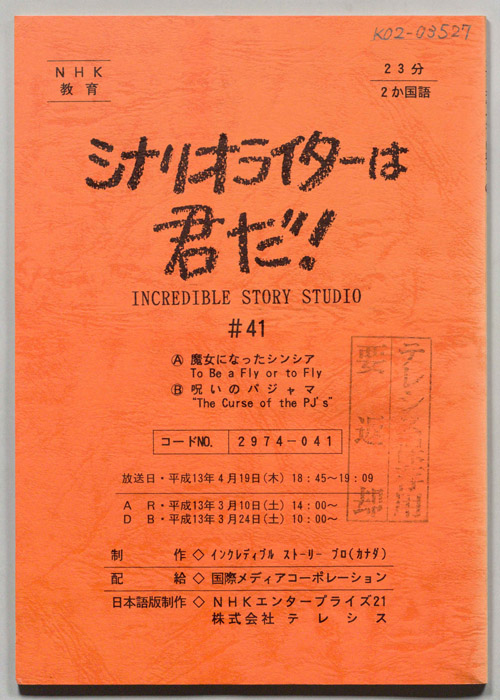 K02-03527
NHK
教育
23分
2か国語
シナリオライターは
君だ!
INCREDIBLE STORY STUDIO
#41
Ⓐ 魔女になったシンシア
To Be a Fly or to Fly
Ⓑ 呪いのパジャマ
"The Curse of the PJ's"
コードNO. 2974-041
放送日・平成13年4月19日(木) 18:45～19:09
A R・平成13年3月10日(土) 14:00～
D B・平成13年3月24日(土) 10:00～
制 作◇インクレディブル ストーリー プロ(カナダ)
配 給◇国際メディアコーポレーション
日本語版制作◇NHKエンタープライズ21
株式会社テレシス
要返却